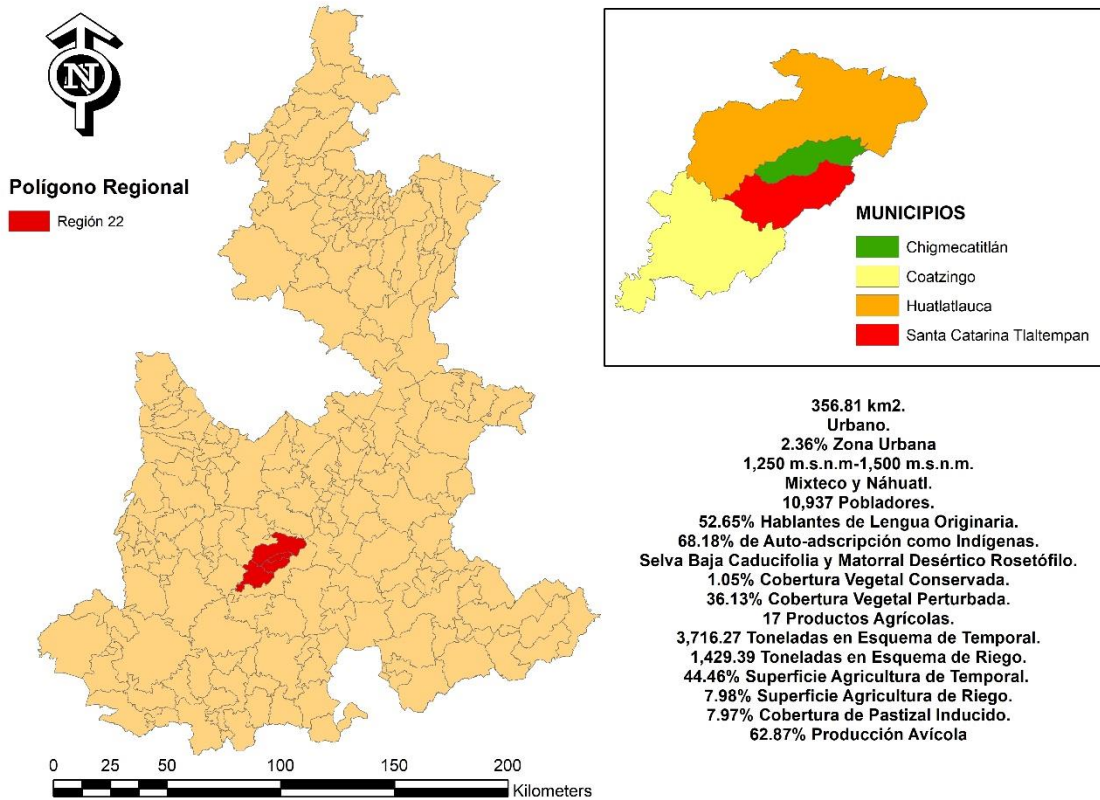 N
Polígono Regional
Región 22
MUNICIPIOS
Chigmecatitlán
Coatzingo
Huatlatlauca
Santa Catarina Tlaltempan
356.81 km2.
Urbano.
2.36% Zona Urbana
1,250 m.s.n.m-1,500 m.s.n.m.
Mixteco y Náhuatl.
10,937 Pobladores.
52.65% Hablantes de Lengua Originaria.
68.18% de Auto-adscripción como Indígenas.
Selva Baja Caducifolia y Matorral Desértico Rosetófilo.
1.05% Cobertura Vegetal Conservada.
36.13% Cobertura Vegetal Perturbada.
17 Productos Agrícolas.
3,716.27 Toneladas en Esquema de Temporal.
1,429.39 Toneladas en Esquema de Riego.
44.46% Superficie Agricultura de Temporal.
7.98% Superficie Agricultura de Riego.
7.97% Cobertura de Pastizal Inducido.
62.87% Producción Avícola
0 25 50 100 150 200
Kilometers